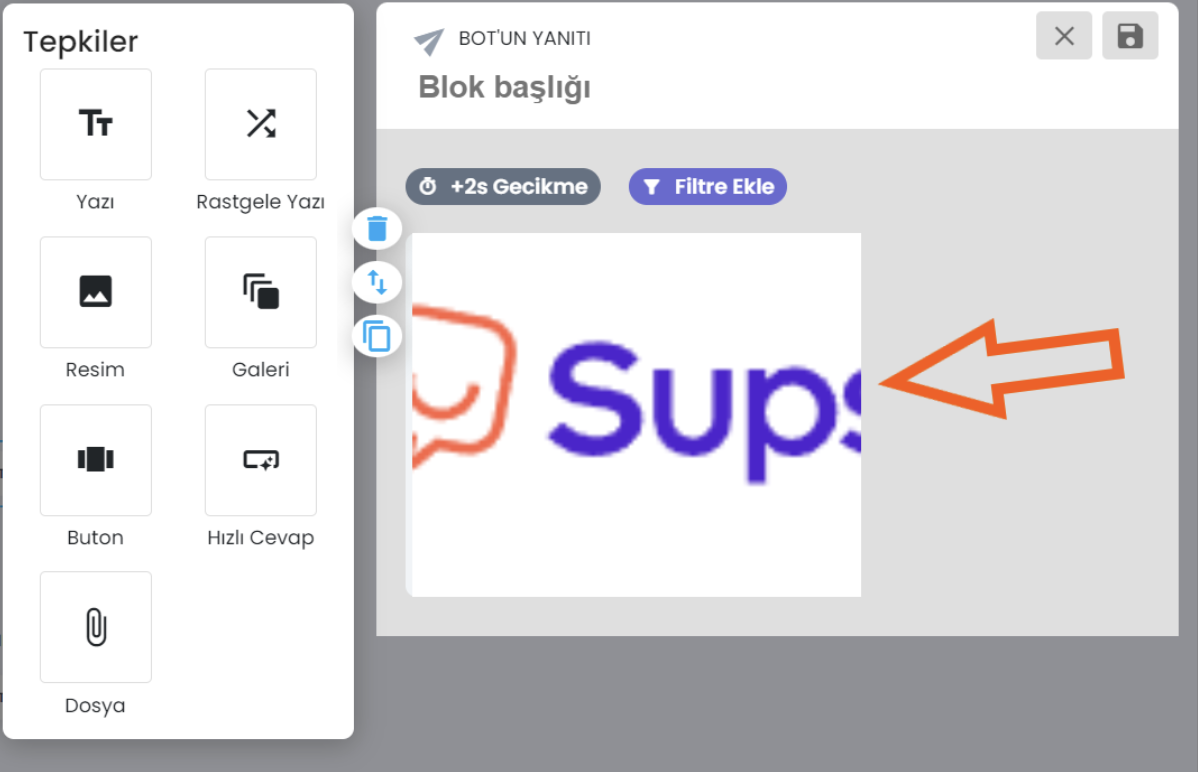 Tepkiler
Yazı
Rastgele Yazı
Resim
Galeri
Buton
Hızlı Cevap
Dosya
BOT'UN YANITI
Blok başlığı
+2s Gecikme
Filtre Ekle
Sups